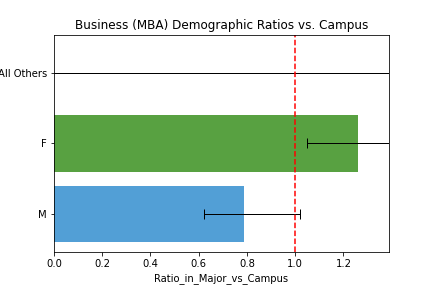 Business (MBA) Demographic Ratios vs. Campus
All Others
F
M
0.0 0.2 0.4 0.6 0.8 1.0 1.2
Ratio_in_Major_vs_Campus